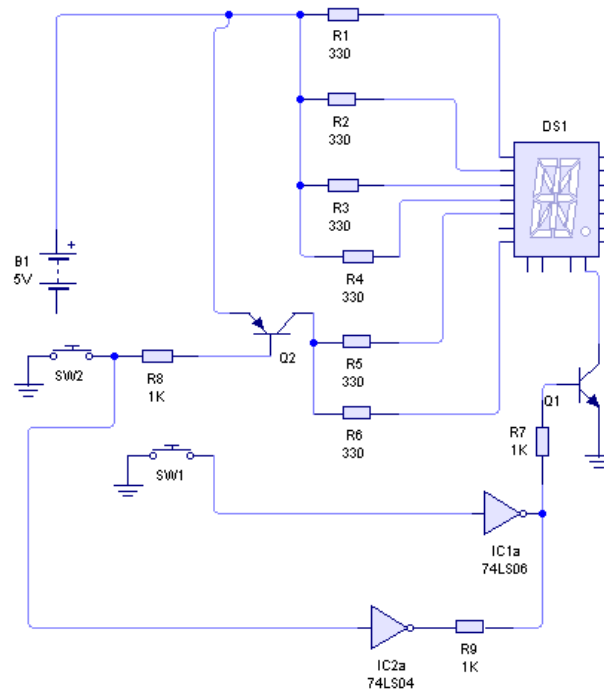 R1
330
R2
330
DS1
R3
330
+
B1
5V
R4
330
Q2
R5
330
SW2
R8
1K
R6
330
Q1
R7
1K
SW1
IC1a
74LS06
IC2a
74LS04
R9
1K